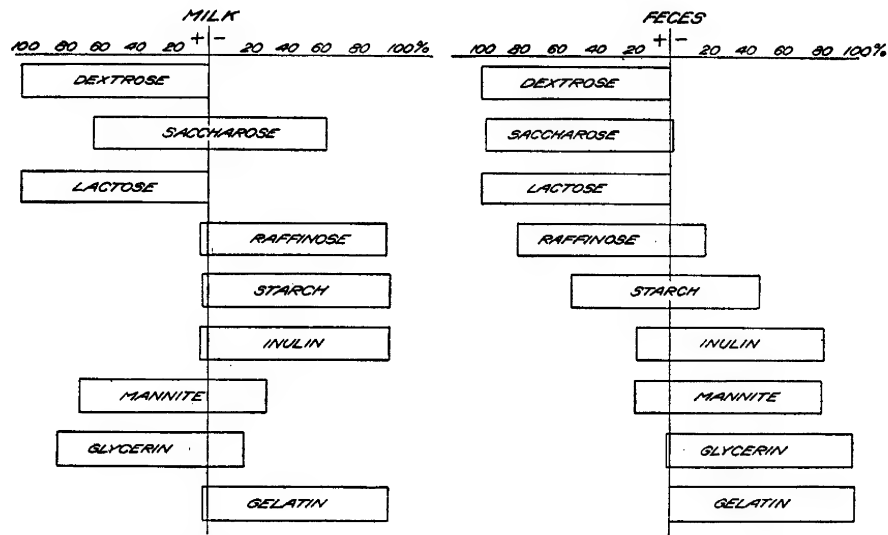 MILK
+ -
100 80 60 40 20 20 40 60 80 100%
DEXTROSE
SACCHAROSE
LACTOSE
RAFFINOSE
STARCH
INULIN
MANNITE
GLYCERIN
GELATIN
FECES
+ -
100 80 60 40 20 20 40 60 80 100%
DEXTROSE
SACCHAROSE
LACTOSE
RAFFINOSE
STARCH
INULIN
MANNITE
GLYCERIN
GELATIN